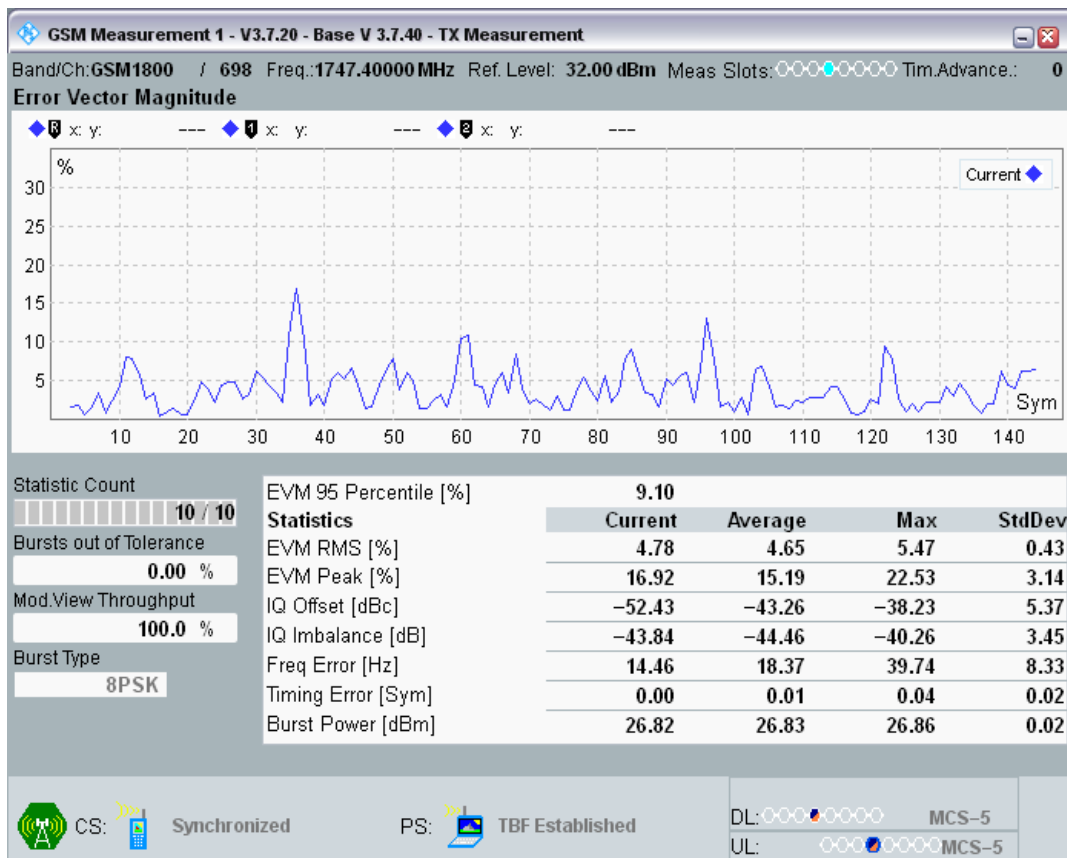 GSM Measurement 1 - V3.7.20 - Base V 3.7.40 - TX Measurement
Band/Ch:GSM1800 / 698 Freq.:1747.40000 MHz Ref. Level: 32.00 dBm Meas Slots: Tim.Advance.: 0
Error Vector Magnitude
R x: y: --- 1 x: y: --- 2 x: y: ---
%
Current
30
25
20
15
10
5
Sym
10 20 30 40 50 60 70 80 90 100 110 120 130 140
Statistic Count
10 / 10
Bursts out of Tolerance
0.00 %
Mod.View Throughput
100.0 %
Burst Type
8PSK
EVM 95 Percentile [%] 9.10
Statistics Current Average Max StdDev
EVM RMS [%] 4.78 4.65 5.47 0.43
EVM Peak [%] 16.92 15.19 22.53 3.14
IQ Offset [dBc] −52.43 −43.26 −38.23 5.37
IQ Imbalance [dB] −43.84 −44.46 −40.26 3.45
Freq Error [Hz] 14.46 18.37 39.74 8.33
Timing Error [Sym] 0.00 0.01 0.04 0.02
Burst Power [dBm] 26.82 26.83 26.86 0.02
CS: Synchronized PS: TBF Established
DL: MCS−5
UL: MCS−5